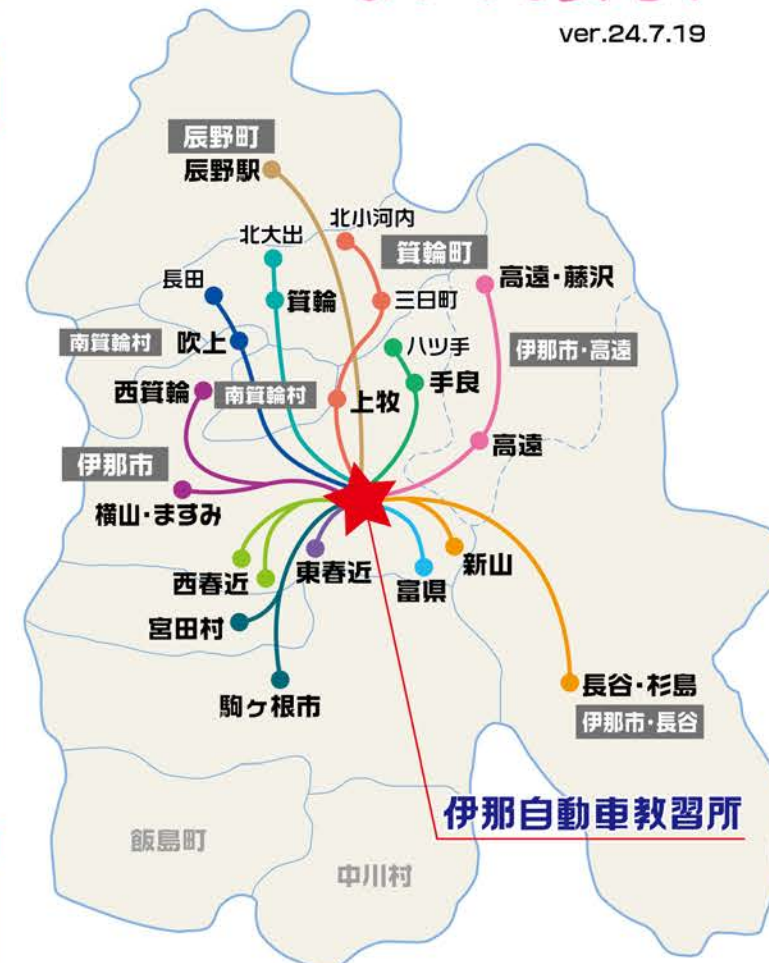 ver.24.7.19
辰野町
辰野駅
北小河内
北大出
箕輪町
高遠・藤沢
長田
箕輪
三日町
南箕輪村
吹上
八ツ手
伊那市・高遠
西箕輪
南箕輪村
上牧
手良
高遠
伊那市
横山・ますみ
西春近
東春近
富県
新山
宮田村
駒ヶ根市
長谷・杉島
伊那市・長谷
伊那自動車教習所
飯島町
中川村